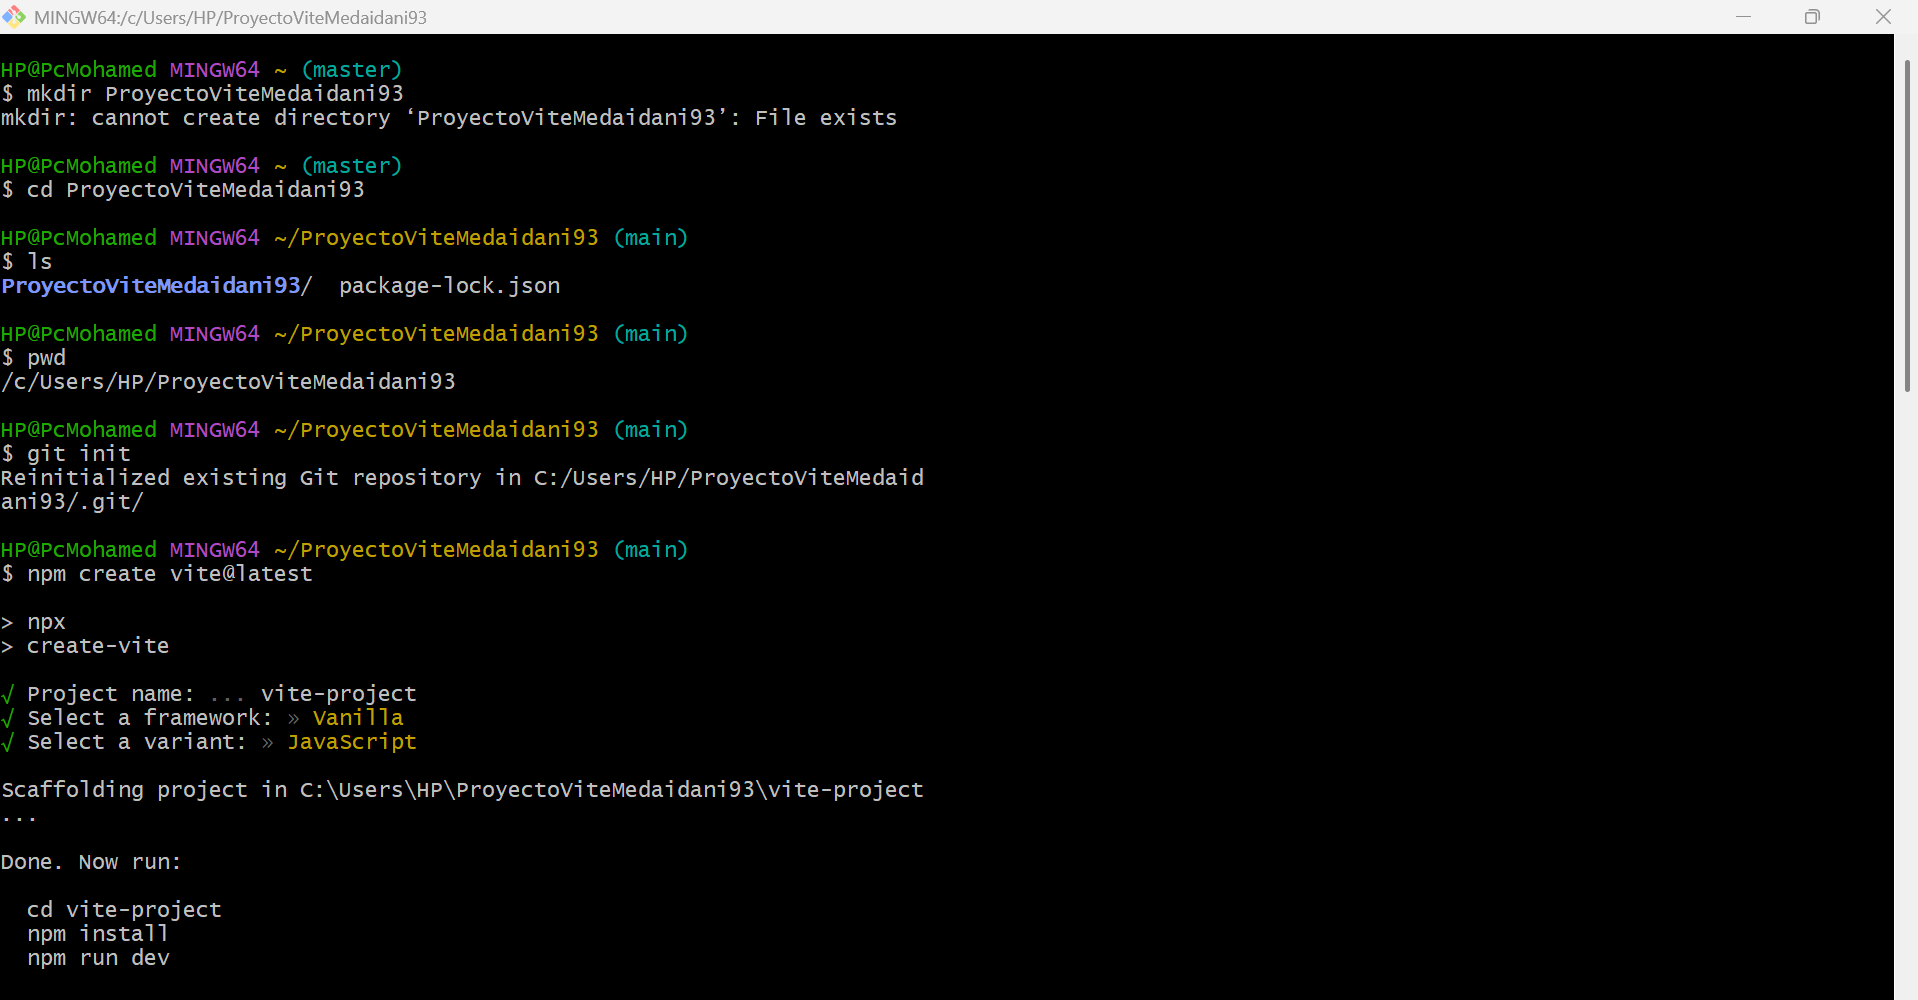 MINGW64:/c/Users/HP/ProyectoViteMedaidani93
HP@PcMohamed MINGW64 ~ (master)
$ mkdir ProyectoViteMedaidani93
mkdir: cannot create directory ‘ProyectoViteMedaidani93’: File exists
HP@PcMohamed MINGW64 ~ (master)
$ cd ProyectoViteMedaidani93
HP@PcMohamed MINGW64 ~/ProyectoViteMedaidani93 (main)
$ ls
ProyectoViteMedaidani93/  package-lock.json
HP@PcMohamed MINGW64 ~/ProyectoViteMedaidani93 (main)
$ pwd
/c/Users/HP/ProyectoViteMedaidani93
HP@PcMohamed MINGW64 ~/ProyectoViteMedaidani93 (main)
$ git init
Reinitialized existing Git repository in C:/Users/HP/ProyectoViteMedaid
ani93/.git/
HP@PcMohamed MINGW64 ~/ProyectoViteMedaidani93 (main)
$ npm create vite@latest
> npx
> create-vite
√ Project name: ... vite-project
√ Select a framework: » Vanilla
√ Select a variant: » JavaScript
Scaffolding project in C:\Users\HP\ProyectoViteMedaidani93\vite-project
...
Done. Now run:
cd vite-project
npm install
npm run dev